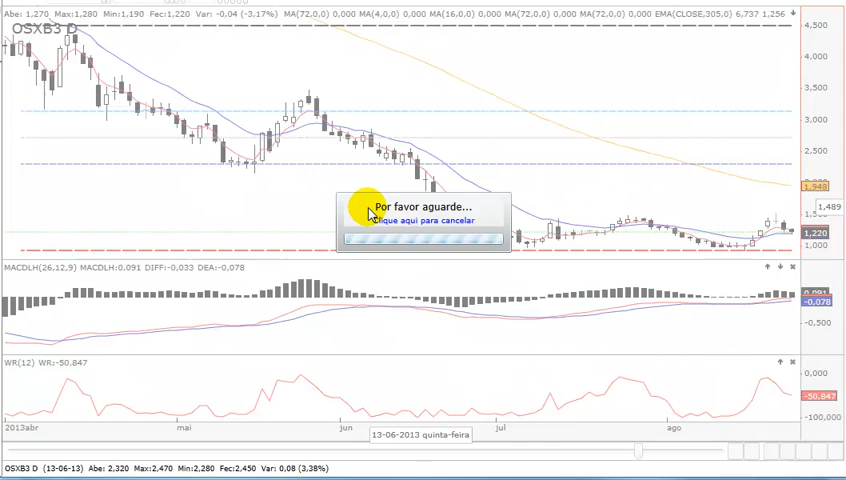 Abe: 1,270 Max:1,280 Min:1,190 Fec:1,220 Var: -0,04 (-3,17%) MA(72,0) 0,000 MA(4,0) 0,000 MA(16,0) 0,000 MA(72,0) 0,000 MA(72,0) 0,000 EMA(CLOSE,305,0) 6,737 1,256
OSXB3 D
4,500
4,000
3,500
3,000
2,500
1,948
Por favor aguarde...
Clique aqui para cancelar
1,489
1,220
1,000
MACDLH(26,12,9) MACDLH:0,091 DIFF:-0,033 DEA:-0,078
0,091
-0,078
-0,500
WR(12) WR:-50,847
0,000
-50,847
-100,000
2013abr mai jun jul ago
13-06-2013 quinta-feira
OSXB3 D (13-06-13) Abe: 2,320 Max:2,470 Min:2,280 Fec:2,450 Var: 0,08 (3,38%)